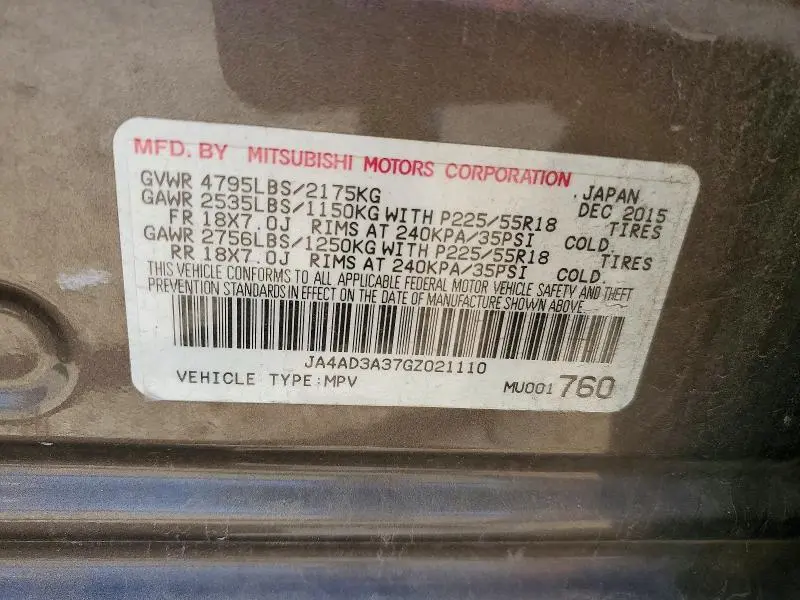 MFD. BY MITSUBISHI MOTORS CORPORATION
GVWR 4795LBS/2175KG JAPAN
GAWR 2535LBS/1150KG WITH P225/55R18 DEC 2015
FR 18X7.0J RIMS AT 240KPA/35PSI COLD. TIRES
GAWR 2756LBS/1250KG WITH P225/55R18 TIRES
RR 18X7.0J RIMS AT 240KPA/35PSI COLD.
THIS VEHICLE CONFORMS TO ALL APPLICABLE FEDERAL MOTOR VEHICLE SAFETY AND THEFT
PREVENTION STANDARDS IN EFFECT ON THE DATE OF MANUFACTURE SHOWN ABOVE.
JA4AD3A37GZ021110
VEHICLE TYPE:MPV MU001 760